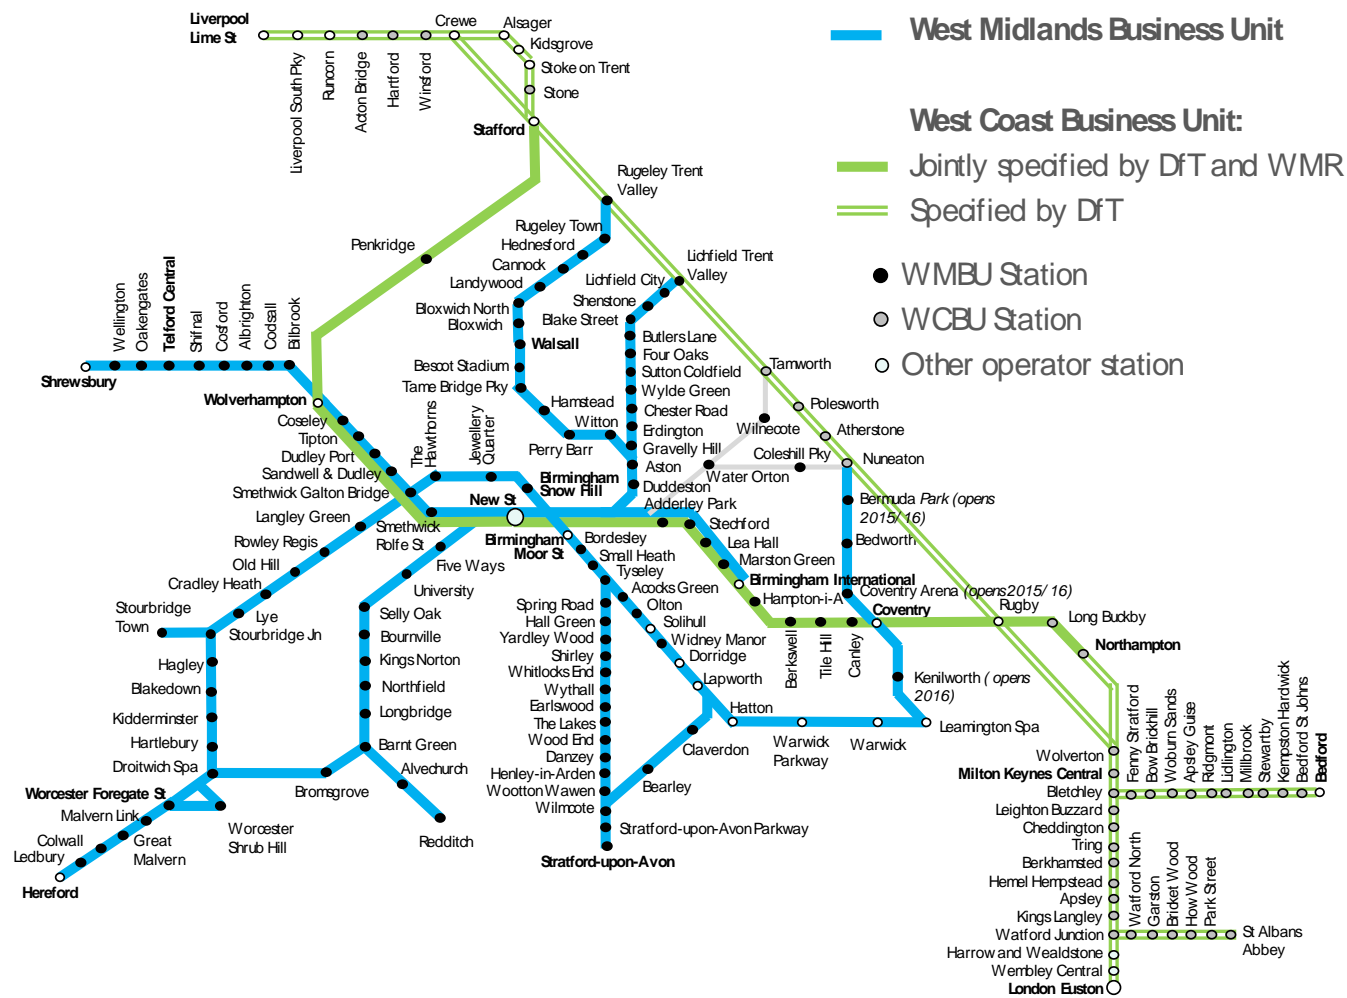 Liverpool
Lime St
Crewe
Alsager
Kidsgrove
Stoke on Trent
Stone
Liverpool South Pky
Runcorn
Acton Bridge
Hartford
Winsford
Stafford
West Midlands Business Unit
West Coast Business Unit:
Jointly specified by DfT and WMR
Specified by DfT
WMBU Station
WCBU Station
Other operator station
Rugeley Trent
Valley
Rugeley Town
Hednesford
Cannock
Landywood
Bloxwich North
Bloxwich
Walsall
Bescot Stadium
Tame Bridge Pky
Hamstead
Perry Barr
Witton
Penkridge
Lichfield Trent
Valley
Lichfield City
Shenstone
Blake Street
Butlers Lane
Four Oaks
Sutton Coldfield
Wylde Green
Chester Road
Erdington
Gravelly Hill
Aston
Duddeston
Wellington
Oakengates
Telford Central
Shifnal
Cosford
Albrighton
Codsall
Bilbrook
Shrewsbury
Wolverhampton
Coseley
Tipton
Dudley Port
Sandwell & Dudley
Smethwick Galton Bridge
The
Hawthorns
Jewellery
Quarter
Birmingham
Snow Hill
New St
Smethwick
Rolfe St
Birmingham
Moor St
Langley Green
Rowley Regis
Old Hill
Cradley Heath
Lye
Stourbridge
Town
Stourbridge Jn
Hagley
Blakedown
Kidderminster
Hartlebury
Droitwich Spa
Worcester Foregate St
Malvern Link
Colwall
Ledbury
Great
Malvern
Hereford
Worcester
Shrub Hill
Bromsgrove
Five Ways
University
Selly Oak
Bournville
Kings Norton
Northfield
Longbridge
Barnt Green
Alvechurch
Redditch
Tamworth
Wilnecote
Polesworth
Atherstone
Coleshill Pky
Nuneaton
Water Orton
Adderley Park
Stechford
Lea Hall
Marston Green
Birmingham International
Hampton-i-A
Berkswell
Tile Hill
Canley
Coventry
Bermuda Park (opens
2015/16)
Bedworth
Coventry Arena (opens2015/16)
Kenilworth ( opens
2016)
Leamington Spa
Rugby
Long Buckby
Northampton
Bordesley
Small Heath
Tyseley
Acocks Green
Olton
Solihull
Widney Manor
Dorridge
Lapworth
Hatton
Warwick
Parkway
Warwick
Claverdon
Bearley
Spring Road
Hall Green
Yardley Wood
Shirley
Whitlocks End
Wythall
Earlswood
The Lakes
Wood End
Danzey
Henley-in-Arden
Wootton Wawen
Wilmcote
Stratford-upon-Avon Parkway
Stratford-upon-Avon
Wolverton
Milton Keynes Central
Bletchley
Fenny Stratford
Bow Brickhill
Woburn Sands
Apsley Guise
Ridgmont
Lidlington
Millbrook
Stewartby
Kempston Hardwick
Bedford St Johns
Bedford
Leighton Buzzard
Cheddington
Tring
Berkhamsted
Hemel Hempstead
Apsley
Kings Langley
Watford Junction
Watford North
Garston
Bricket Wood
How Wood
Park Street
St Albans
Abbey
Harrow and Wealdstone
Wembley Central
London Euston